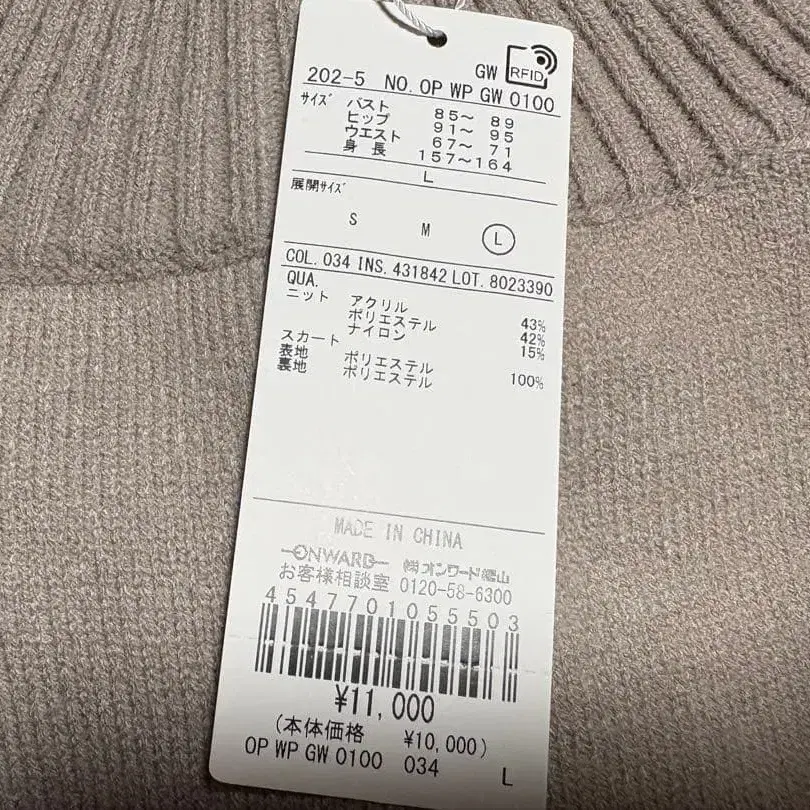 GW RFID
202-5 NO. OP WP GW 0100
ｻｲｽﾞ バスト 85～ 89
ヒップ 91～ 95
ウエスト 67～ 71
身長 157～164
L
展開ｻｲｽﾞ
S M L
COL. 034 INS. 431842 LOT. 8023390
QUA.
ニット アクリル 43%
ポリエステル 42%
ナイロン 15%
スカート
表地 ポリエステル 100%
裏地 ポリエステル
MADE IN CHINA
ONWARD ㈱オンワード樫山
お客様相談室 0120-58-6300
4547701055503
¥11,000
(本体価格 ¥10,000)
OP WP GW 0100 034 L